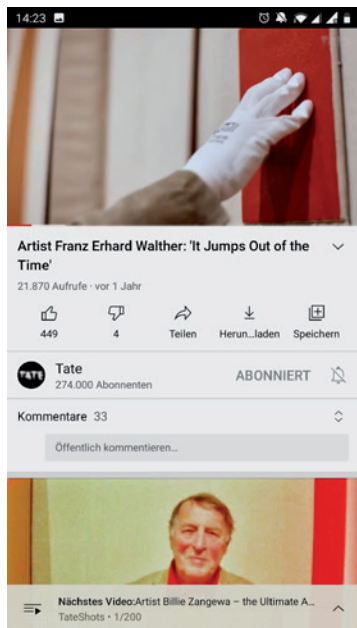 14:23
Artist Franz Erhard Walther: 'It Jumps Out of the
Time'
21.870 Aufrufe · vor 1 Jahr
449
4
Teilen
Herun...laden
Speichern
TATE
Tate
274.000 Abonnenten
ABONNIERT
Kommentare 33
Öffentlich kommentieren...
Nächstes Video:Artist Billie Zangewa – the Ultimate A...
TateShots · 1/200